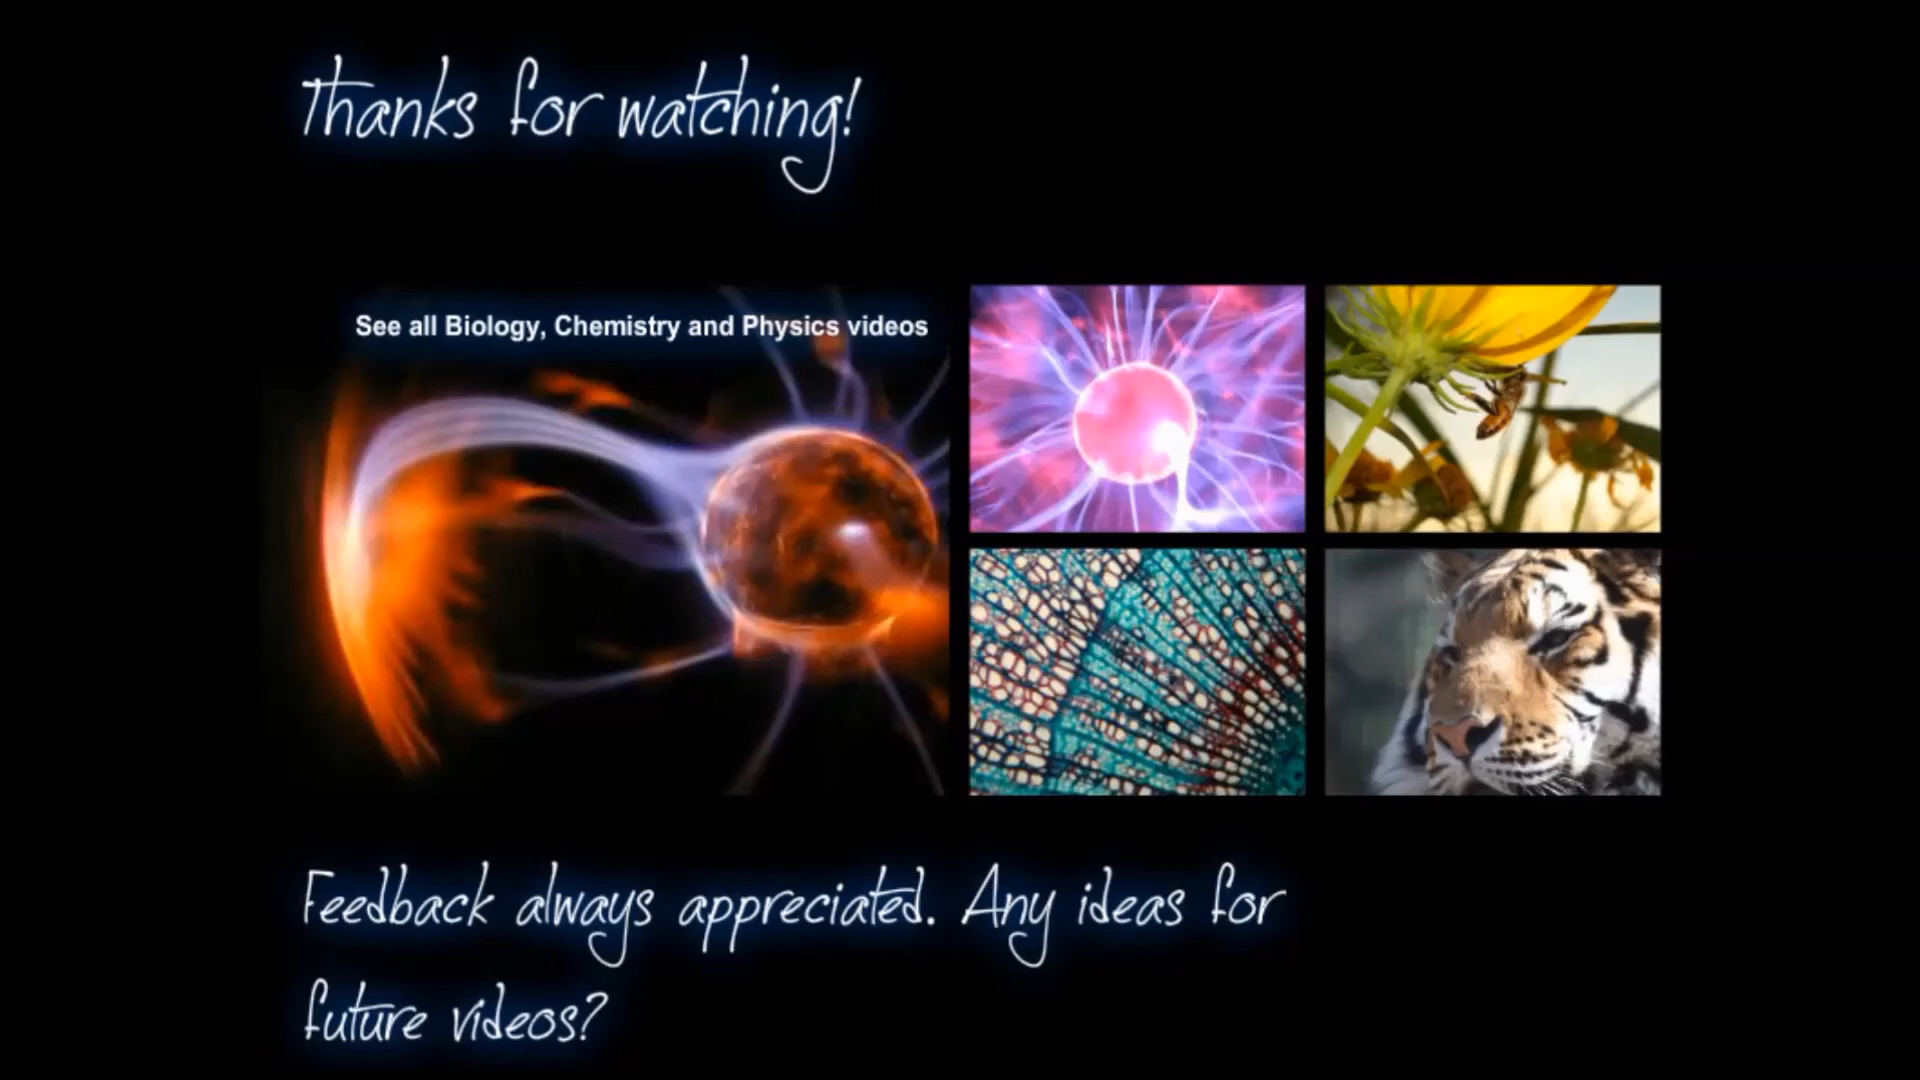 Thanks for watching!
See all Biology, Chemistry and Physics videos
Feedback always appreciated. Any ideas for
future videos?